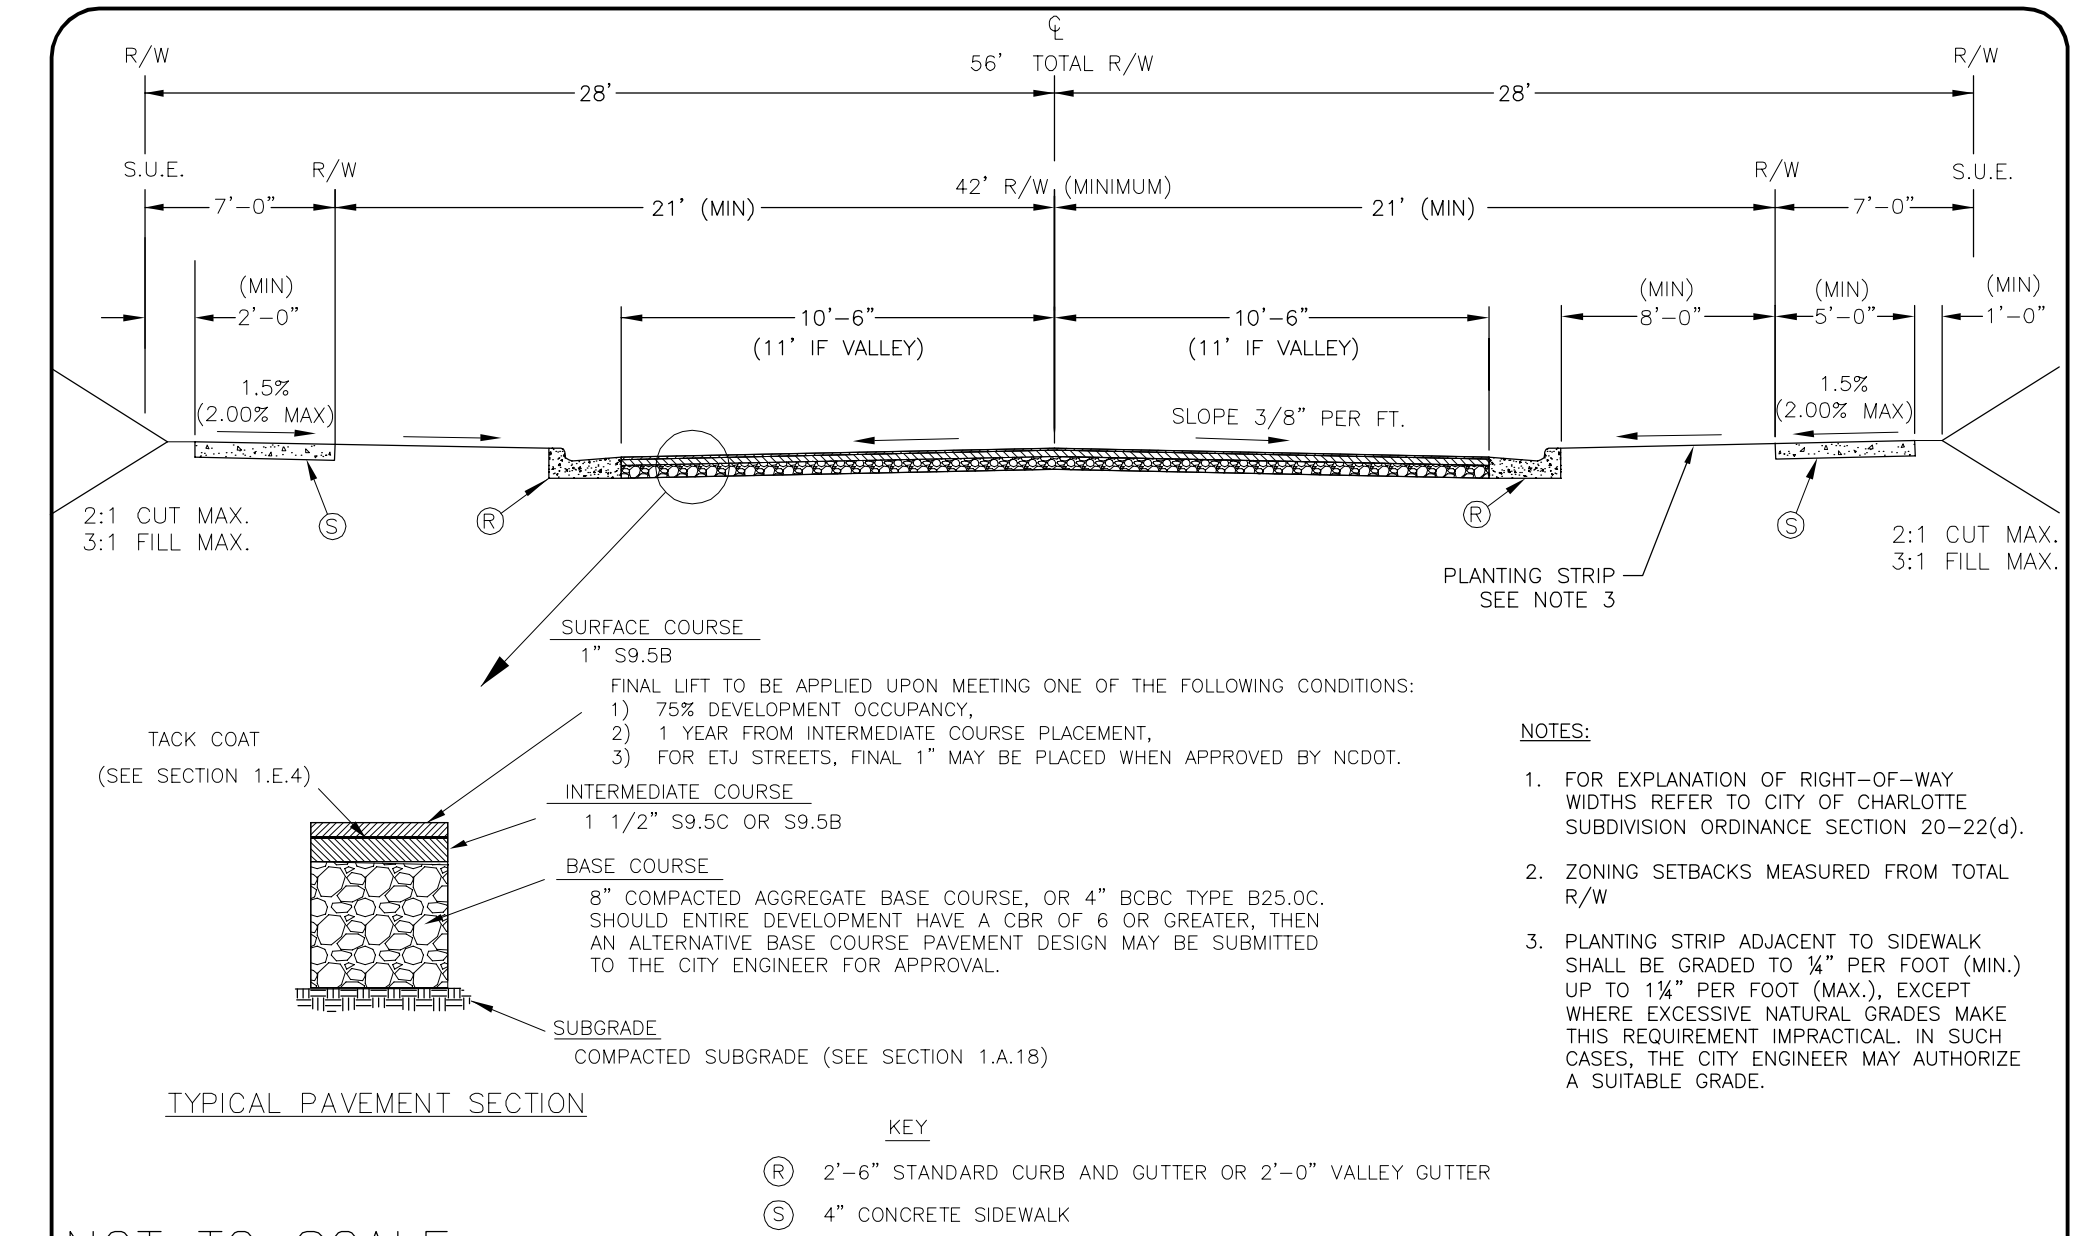 ℄
56' TOTAL R/W
R/W
R/W
28'
28'
S.U.E.
R/W
42' R/W (MINIMUM)
R/W
S.U.E.
7'-0"
21' (MIN)
21' (MIN)
7'-0"
(MIN)
2'-0"
10'-6"
(11' IF VALLEY)
10'-6"
(11' IF VALLEY)
(MIN)
8'-0"
(MIN)
5'-0"
(MIN)
1'-0"
1.5%
(2.00% MAX)
SLOPE 3/8" PER FT.
1.5%
(2.00% MAX)
2:1 CUT MAX.
3:1 FILL MAX.
S
R
R
S
2:1 CUT MAX.
3:1 FILL MAX.
PLANTING STRIP
SEE NOTE 3
SURFACE COURSE
1" S9.5B
FINAL LIFT TO BE APPLIED UPON MEETING ONE OF THE FOLLOWING CONDITIONS:
1) 75% DEVELOPMENT OCCUPANCY,
2) 1 YEAR FROM INTERMEDIATE COURSE PLACEMENT,
3) FOR ETJ STREETS, FINAL 1" MAY BE PLACED WHEN APPROVED BY NCDOT.
TACK COAT
(SEE SECTION 1.E.4)
INTERMEDIATE COURSE
1 1/2" S9.5C OR S9.5B
BASE COURSE
8" COMPACTED AGGREGATE BASE COURSE, OR 4" BCBC TYPE B25.0C.
SHOULD ENTIRE DEVELOPMENT HAVE A CBR OF 6 OR GREATER, THEN
AN ALTERNATIVE BASE COURSE PAVEMENT DESIGN MAY BE SUBMITTED
TO THE CITY ENGINEER FOR APPROVAL.
SUBGRADE
COMPACTED SUBGRADE (SEE SECTION 1.A.18)
TYPICAL PAVEMENT SECTION
NOTES:
1. FOR EXPLANATION OF RIGHT-OF-WAY
WIDTHS REFER TO CITY OF CHARLOTTE
SUBDIVISION ORDINANCE SECTION 20-22(d).
2. ZONING SETBACKS MEASURED FROM TOTAL
R/W
3. PLANTING STRIP ADJACENT TO SIDEWALK
SHALL BE GRADED TO ¼" PER FOOT (MIN.)
UP TO 1¼" PER FOOT (MAX.), EXCEPT
WHERE EXCESSIVE NATURAL GRADES MAKE
THIS REQUIREMENT IMPRACTICAL. IN SUCH
CASES, THE CITY ENGINEER MAY AUTHORIZE
A SUITABLE GRADE.
KEY
R 2'-6" STANDARD CURB AND GUTTER OR 2'-0" VALLEY GUTTER
S 4" CONCRETE SIDEWALK
NOT TO SCALE